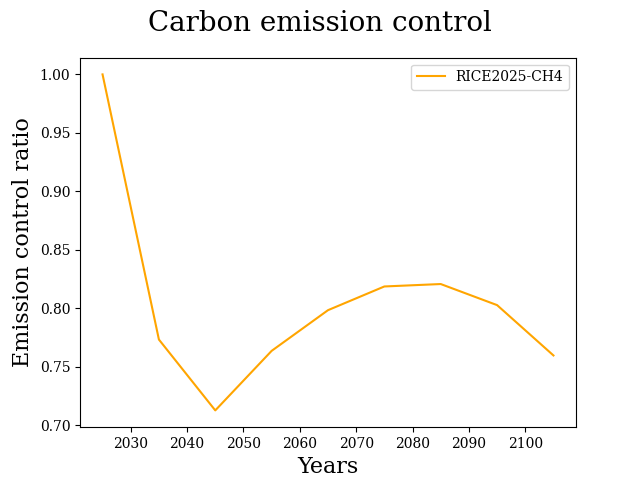 Carbon emission control
RICE2025-CH4
Emission control ratio
1.00
0.95
0.90
0.85
0.80
0.75
0.70
2030 2040 2050 2060 2070 2080 2090 2100
Years